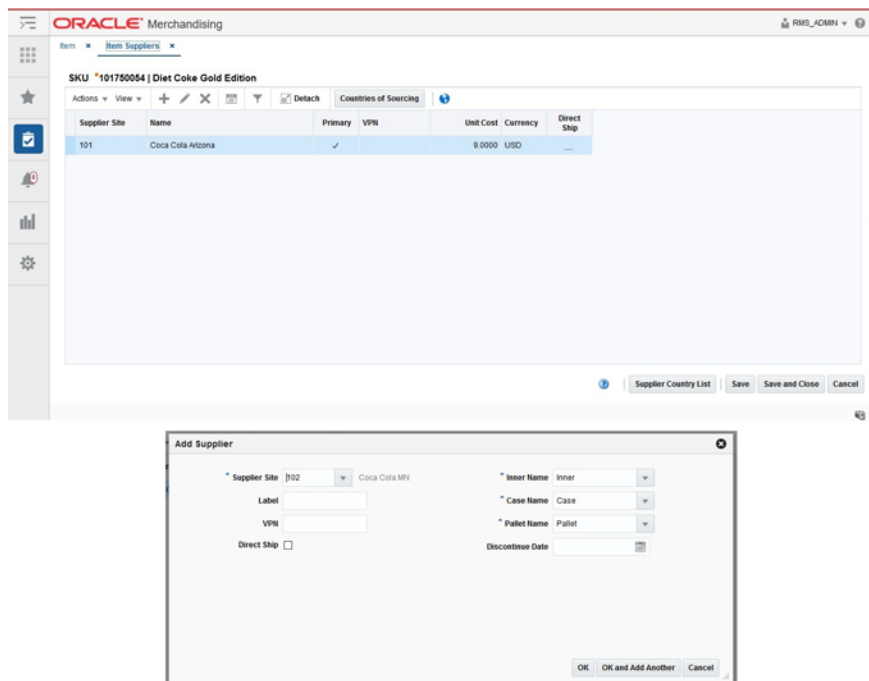 ORACLE® Merchandising RMS_ADMIN
Item Item Suppliers
SKU *101750054 | Diet Coke Gold Edition
Actions View Detach Countries of Sourcing
Supplier Site Name Primary VPN Unit Cost Currency Direct Ship
101 Coca Cola Arizona 9.0000 USD
Supplier Country List Save Save and Close Cancel
Add Supplier
* Supplier Site 102 Coca Cola MN * Inner Name Inner
Label * Case Name Case
VPN * Pallet Name Pallet
Direct Ship Discontinue Date
OK OK and Add Another Cancel